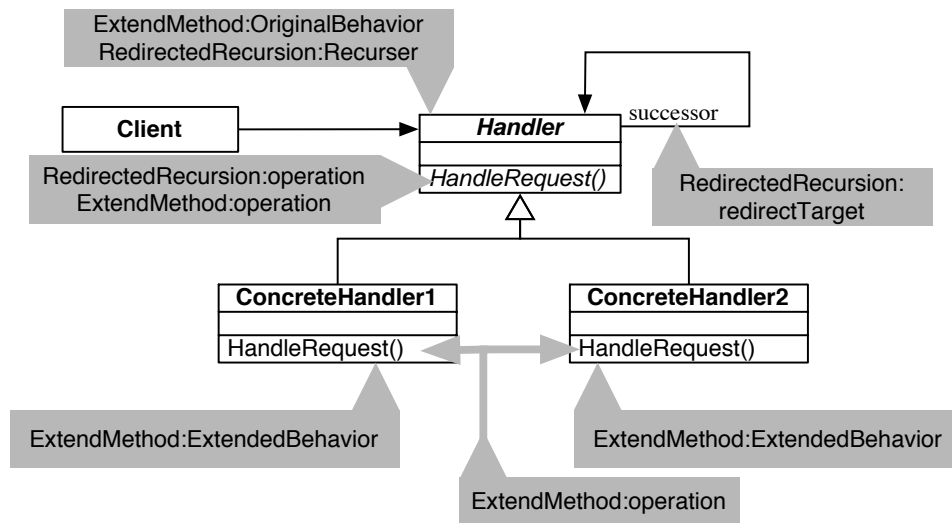 ExtendMethod:OriginalBehavior
RedirectedRecursion:Recurser
Client
Handler
successor
HandleRequest()
RedirectedRecursion:operation
ExtendMethod:operation
RedirectedRecursion:
redirectTarget
ConcreteHandler1
HandleRequest()
ConcreteHandler2
HandleRequest()
ExtendMethod:ExtendedBehavior
ExtendMethod:ExtendedBehavior
ExtendMethod:operation